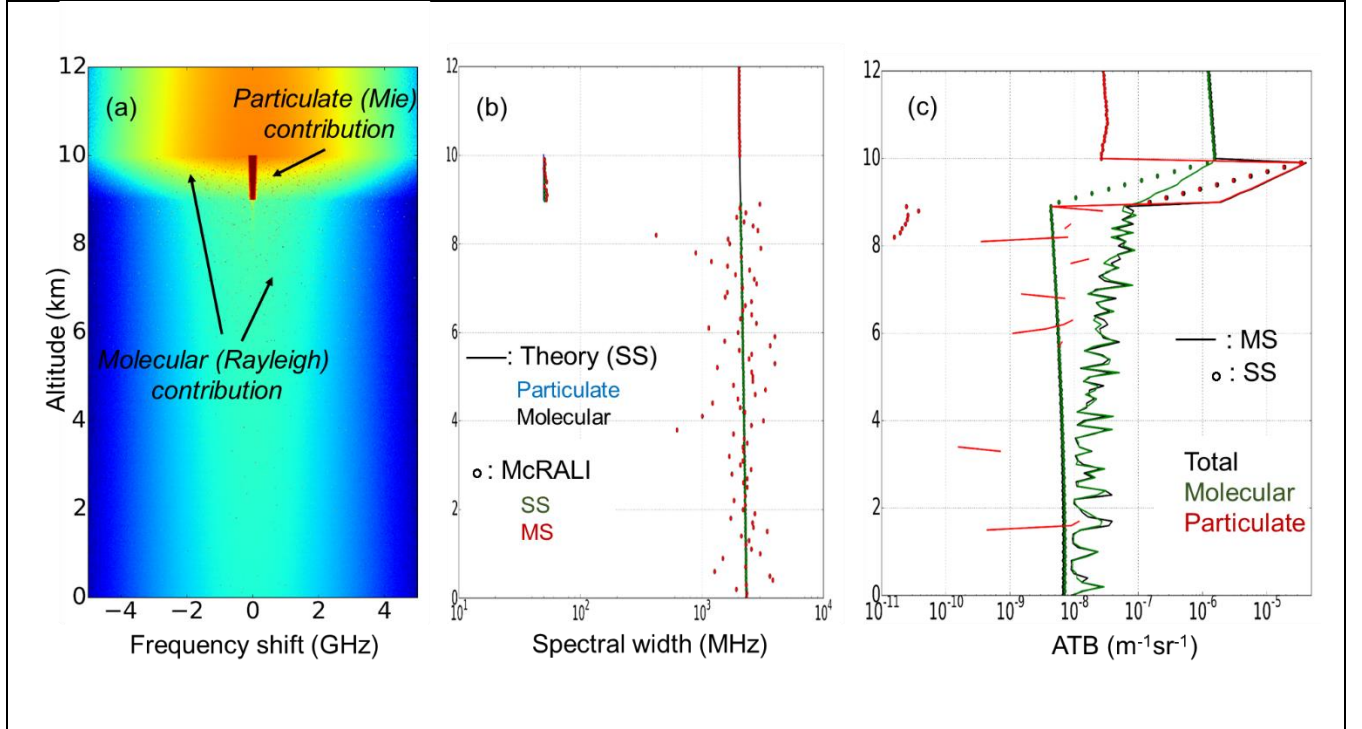 (a)
Particulate (Mie)
contribution
Molecular (Rayleigh)
contribution
12
10
8
6
4
2
0
Altitude (km)
−4 −2 0 2 4
Frequency shift (GHz)
(b)
12
10
8
6
4
2
0
: Theory (SS)
Particulate
Molecular
: McRALI
SS
MS
10¹ 10² 10³ 10⁴
Spectral width (MHz)
(c)
12
10
8
6
4
2
0
: MS
: SS
Total
Molecular
Particulate
10⁻¹¹ 10⁻¹⁰ 10⁻⁹ 10⁻⁸ 10⁻⁷ 10⁻⁶ 10⁻⁵
ATB (m⁻¹sr⁻¹)